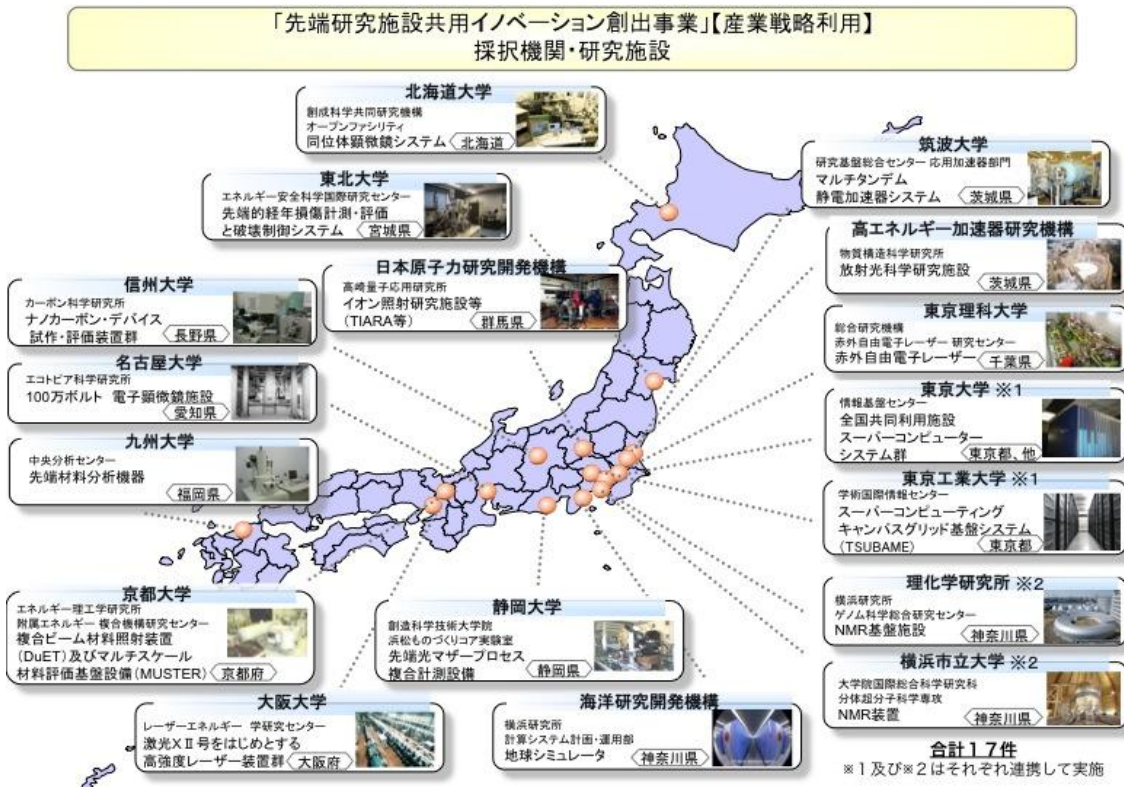 「先端研究施設共用イノベーション創出事業」【産業戦略利用】
採択機関・研究施設
北海道大学
創成科学共同研究機構
オープンファシリティ
同位体顕微鏡システム
北海道
東北大学
エネルギー安全科学国際研究センター
先端的経年損傷計測・評価
と破壊制御システム
宮城県
日本原子力研究開発機構
高崎量子応用研究所
イオン照射研究施設等
(TIARA等)
群馬県
信州大学
カーボン科学研究所
ナノカーボン・デバイス
試作・評価装置群
長野県
名古屋大学
エコトピア科学研究所
100万ボルト 電子顕微鏡施設
愛知県
九州大学
中央分析センター
先端材料分析機器
福岡県
筑波大学
研究基盤総合センター 応用加速器部門
マルチタンデム
静電加速器システム
茨城県
高エネルギー加速器研究機構
物質構造科学研究所
放射光科学研究施設
茨城県
東京理科大学
総合研究機構
赤外自由電子レーザー 研究センター
赤外自由電子レーザー
千葉県
東京大学 ※1
情報基盤センター
全国共同利用施設
スーパーコンピューター
システム群
東京都、他
東京工業大学 ※1
学術国際情報センター
スーパーコンピューティング
キャンパスグリッド基盤システム
(TSUBAME)
東京都
理化学研究所 ※2
横浜研究所
ゲノム科学総合研究センター
NMR基盤施設
神奈川県
横浜市立大学 ※2
大学院国際総合科学研究科
分体超分子科学専攻
NMR装置
神奈川県
京都大学
エネルギー理工学研究所
附属エネルギー 複合機構研究センター
複合ビーム材料照射装置
(DuET)及びマルチスケール
材料評価基盤設備(MUSTER)
京都府
静岡大学
創造科学技術大学院
浜松ものづくりコア実験室
先端光マザープロセス
複合計測設備
静岡県
大阪大学
レーザーエネルギー 学研究センター
激光XⅡ号をはじめとする
高強度レーザー装置群
大阪府
海洋研究開発機構
横浜研究所
計算システム計画・運用部
地球シミュレータ
神奈川県
合計17件
※1及び※2はそれぞれ連携して実施